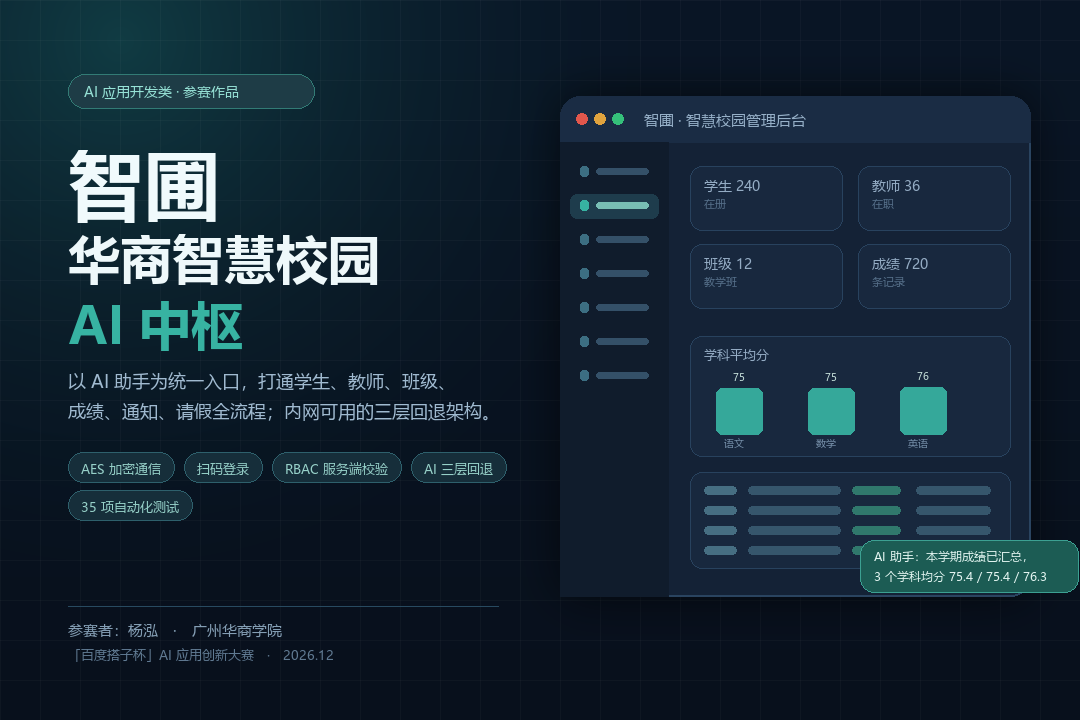 AI 应用开发类 · 参赛作品
智圃
华商智慧校园
AI 中枢
以 AI 助手为统一入口，打通学生、教师、班级、
成绩、通知、请假全流程；内网可用的三层回退架构。
AES 加密通信
扫码登录
RBAC 服务端校验
AI 三层回退
35 项自动化测试
参赛者：杨泓 · 广州华商学院
「百度搭子杯」AI 应用创新大赛 · 2026.12
智圃 · 智慧校园管理后台
学生 240
在册
教师 36
在职
班级 12
教学班
成绩 720
条记录
学科平均分
75
75
76
语文
数学
英语
AI 助手：本学期成绩已汇总，
3 个学科均分 75.4 / 75.4 / 76.3